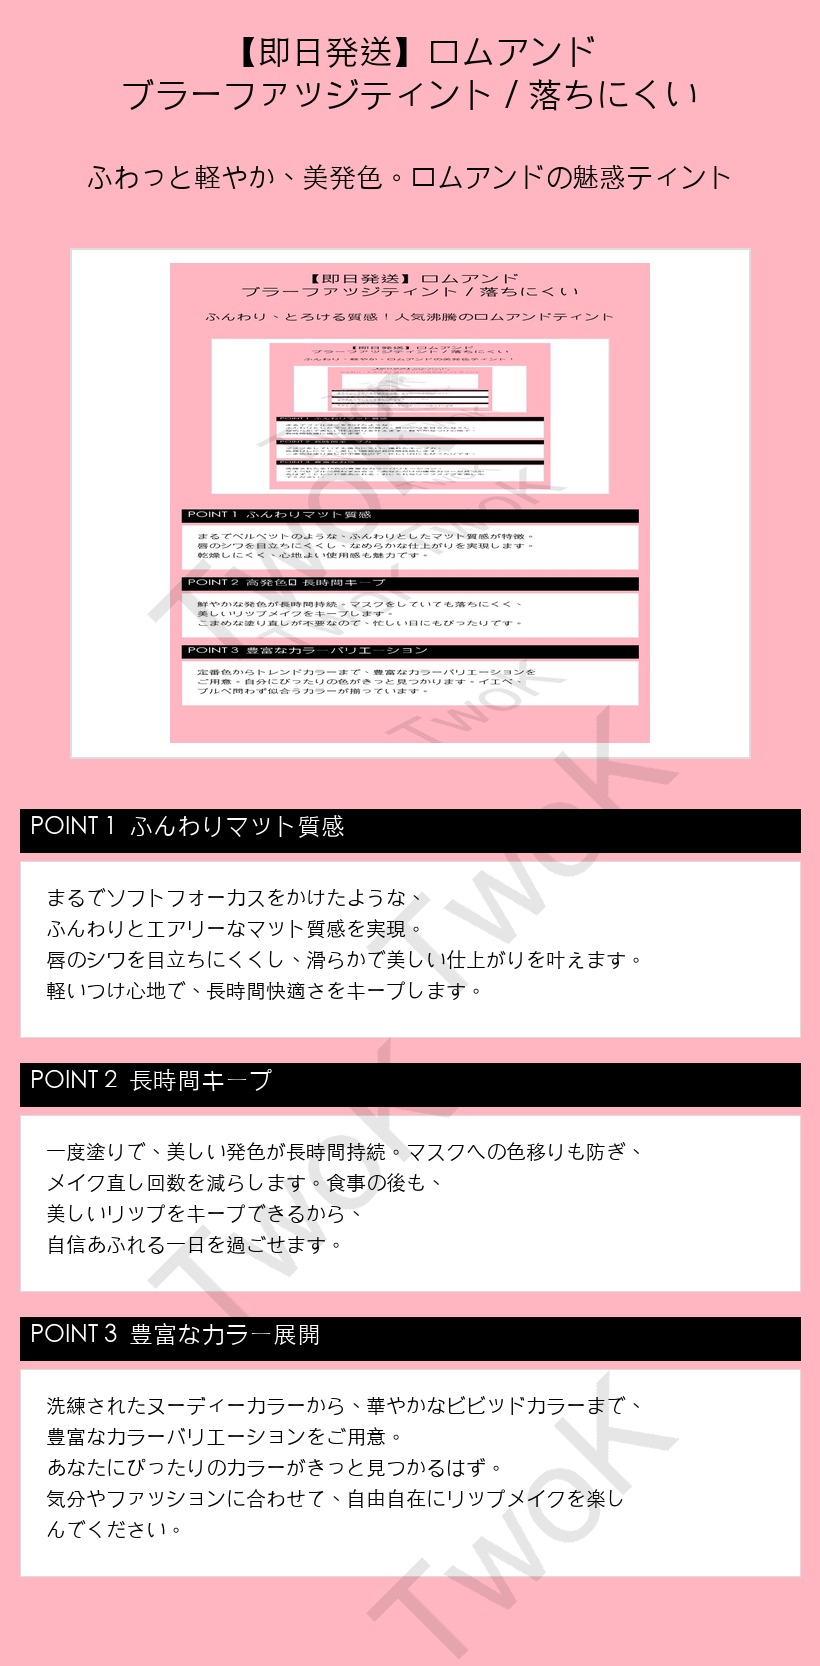 【即日発送】ロムアンド
ブラーファッジティント / 落ちにくい
ふわっと軽やか、美発色。ロムアンドの魅惑ティント
【即日発送】ロムアンド
ブラーファッジティント / 落ちにくい
ふんわり、とろける質感！人気沸騰のロムアンドティント
【即日発送】ロムアンド
ブラーファッジティント / 落ちにくい
POINT 1 ふんわりマット質感
まるでベルベットのような、ふんわりとしたマット質感が特徴。
唇のシワを目立ちにくくし、なめらかな仕上がりを実現します。
乾燥しにくく、心地よい使用感も魅力です。
POINT 2 高発色 長時間キープ
鮮やかな発色が長時間持続。マスクをしていても落ちにくく、
美しいリップメイクをキープします。
こまめな塗り直しが不要なので、忙しい日にもぴったりです。
POINT 3 豊富なカラーバリエーション
定番色からトレンドカラーまで、豊富なカラーバリエーションを
ご用意。自分にぴったりの色がきっと見つかります。イエベ、
ブルベ問わず似合うカラーが揃っています。
TwoK
TwoK
TwoK
TwoK
POINT 1 ふんわりマット質感
まるでソフトフォーカスをかけたような、
ふんわりとエアリーなマット質感を実現。
唇のシワを目立ちにくくし、滑らかで美しい仕上がりを叶えます。
軽いつけ心地で、長時間快適さをキープします。
TwoK
POINT 2 長時間キープ
一度塗りで、美しい発色が長時間持続。マスクへの色移りも防ぎ、
メイク直し回数を減らします。食事の後も、
美しいリップをキープできるから、
自信あふれる一日を過ごせます。
TwoK
POINT 3 豊富なカラー展開
洗練されたヌーディーカラーから、華やかなビビッドカラーまで、
豊富なカラーバリエーションをご用意。
あなたにぴったりのカラーがきっと見つかるはず。
気分やファッションに合わせて、自由自在にリップメイクを楽し
んでください。
TwoK